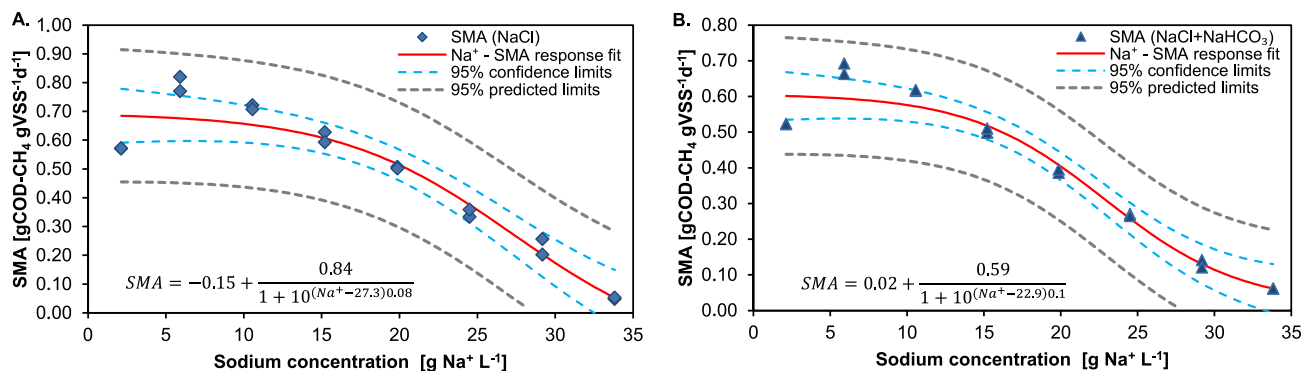 A.
SMA [gCOD-CH₄ gVSS⁻¹d⁻¹]
1.00
0.90
0.80
0.70
0.60
0.50
0.40
0.30
0.20
0.10
0.00
SMA (NaCl)
Na⁺ - SMA response fit
95% confidence limits
95% predicted limits
SMA = −0.15 + 0.84 / 1 + 10^(Na⁺−27.3)0.08
0 5 10 15 20 25 30 35
Sodium concentration [g Na⁺ L⁻¹]
B.
SMA [gCOD-CH₄ gVSS⁻¹d⁻¹]
0.80
0.70
0.60
0.50
0.40
0.30
0.20
0.10
0.00
SMA (NaCl+NaHCO₃)
Na⁺ - SMA response fit
95% confidence limits
95% predicted limits
SMA = 0.02 + 0.59 / 1 + 10^(Na⁺−22.9)0.1
0 5 10 15 20 25 30 35
Sodium concentration [g Na⁺ L⁻¹]